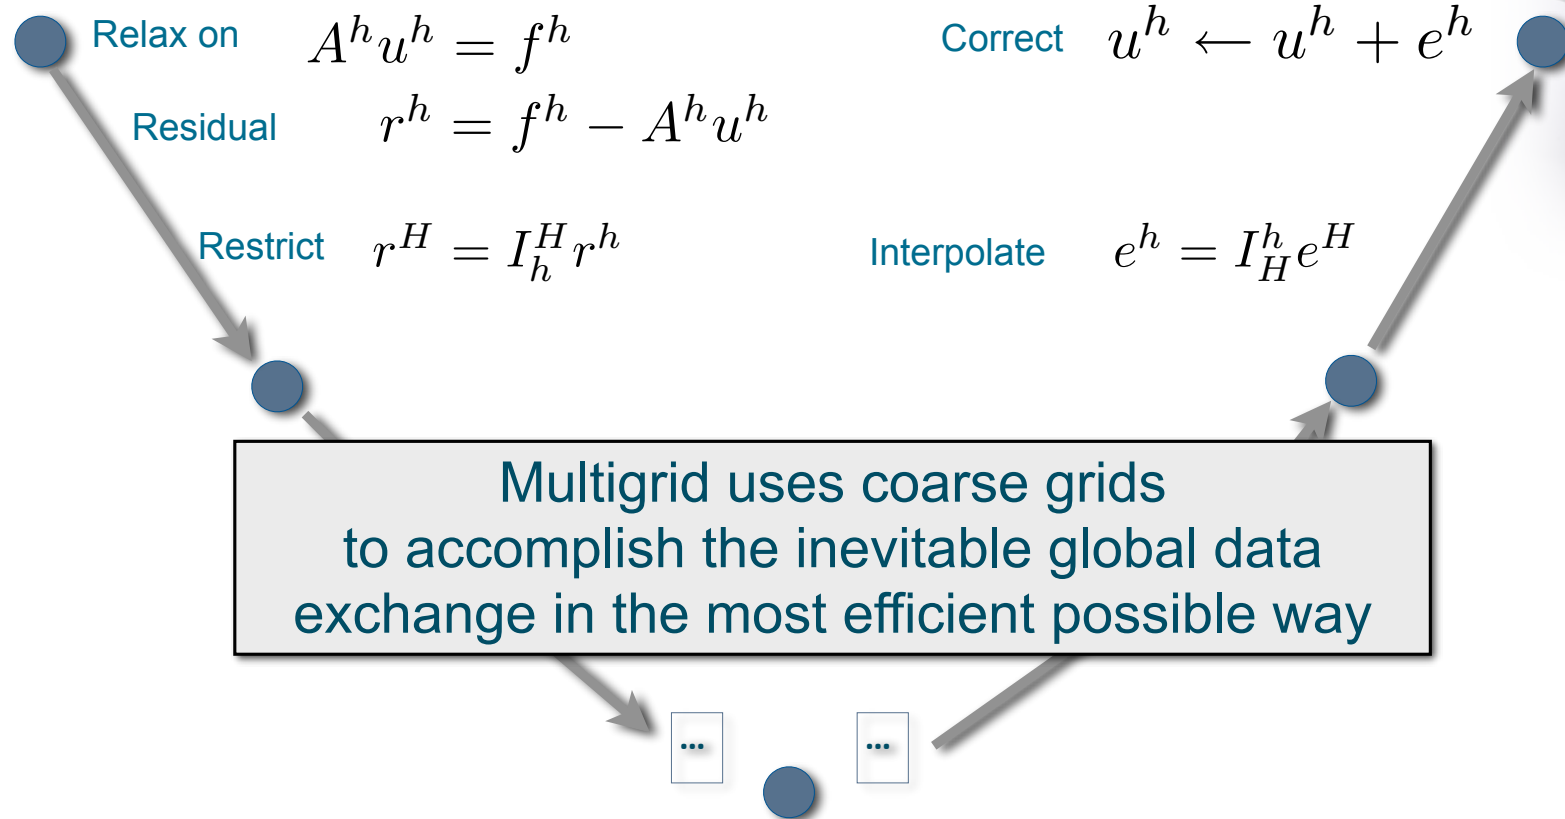 Relax on A^h u^h = f^h
Correct u^h ← u^h + e^h
Residual r^h = f^h − A^h u^h
Restrict r^H = I_h^H r^h
Interpolate e^h = I_H^h e^H
Multigrid uses coarse grids
to accomplish the inevitable global data
exchange in the most efficient possible way
... ...